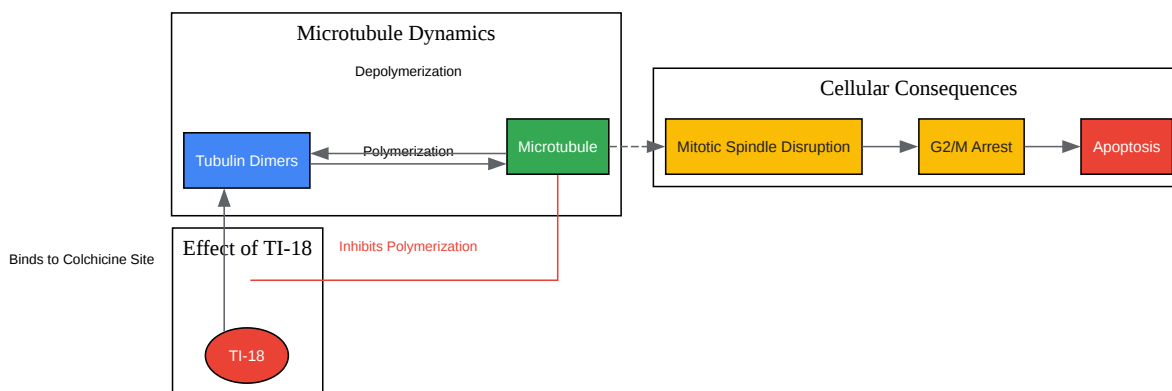 Microtubule Dynamics
Depolymerization
Tubulin Dimers
Polymerization
Microtubule
Cellular Consequences
Mitotic Spindle Disruption
G2/M Arrest
Apoptosis
Effect of TI-18
Inhibits Polymerization
Binds to Colchicine Site
TI-18